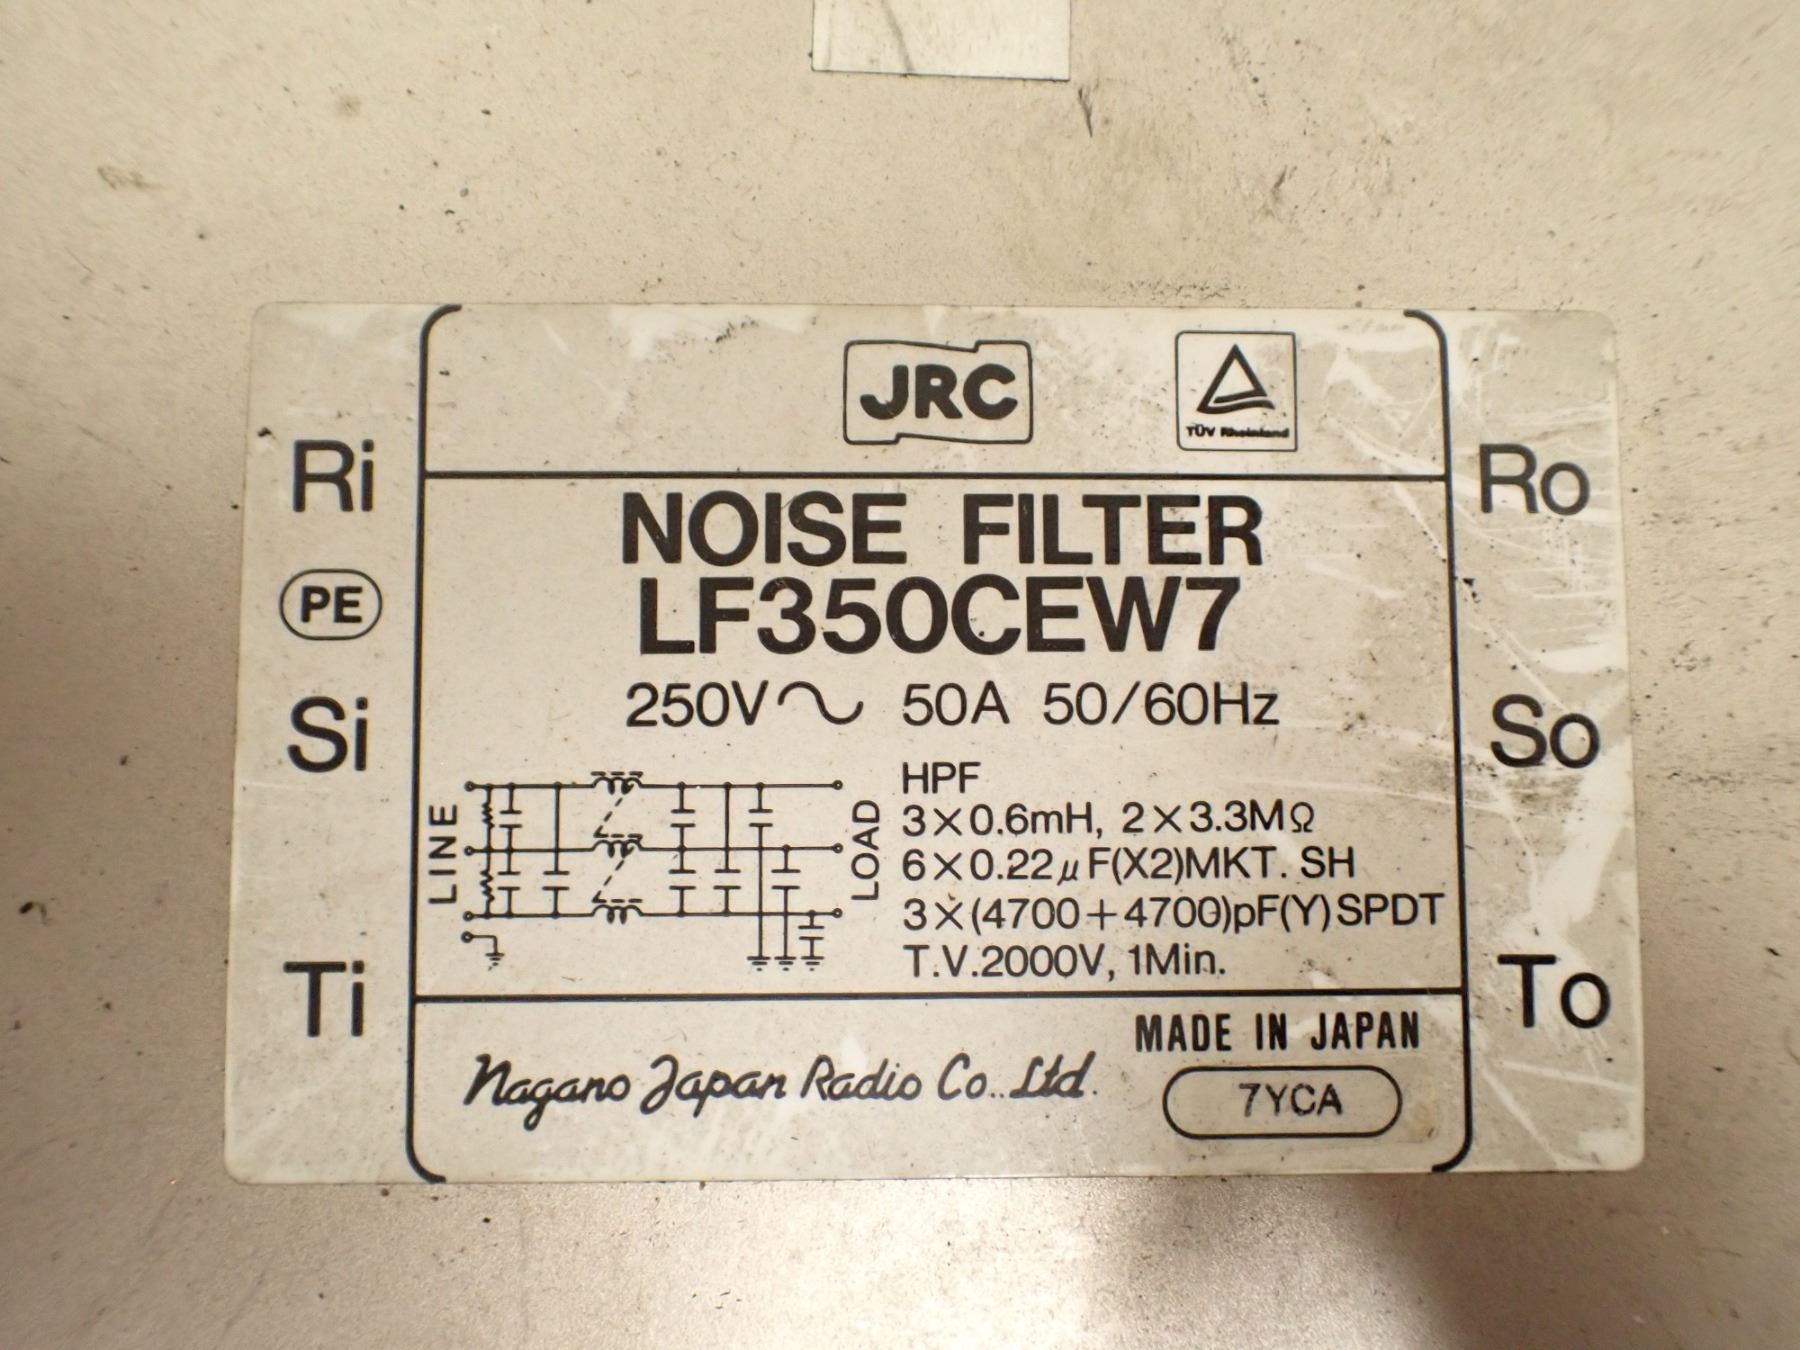 JRC
TÜV Rheinland
Ri
PE
Si
Ti
NOISE FILTER
LF350CEW7
250V～ 50A 50/60Hz
LINE
LOAD
HPF
3×0.6mH, 2×3.3MΩ
6×0.22μF(X2)MKT. SH
3×(4700+4700)pF(Y)SPDT
T.V.2000V, 1Min.
Ro
So
To
MADE IN JAPAN
Nagano Japan Radio Co., Ltd.
7YCA